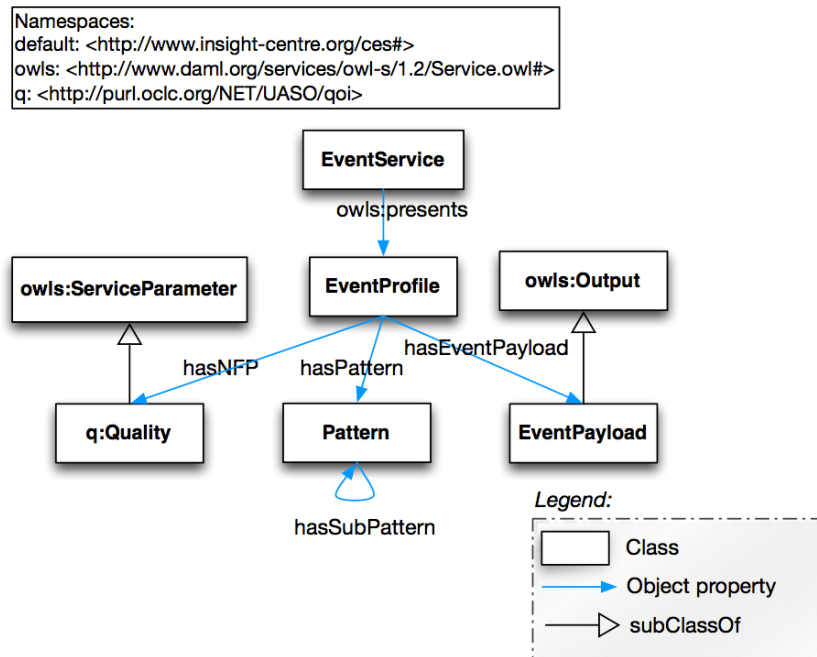 Namespaces:
default: <http://www.insight-centre.org/ces#>
owls: <http://www.daml.org/services/owl-s/1.2/Service.owl#>
q: <http://purl.oclc.org/NET/UASO/qoi>
EventService
owls:presents
owls:ServiceParameter
EventProfile
owls:Output
hasNFP
hasPattern
hasEventPayload
q:Quality
Pattern
EventPayload
hasSubPattern
Legend:
Class
Object property
subClassOf